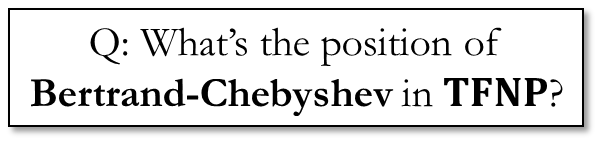 Q: What’s the position of
Bertrand-Chebyshev in TFNP?